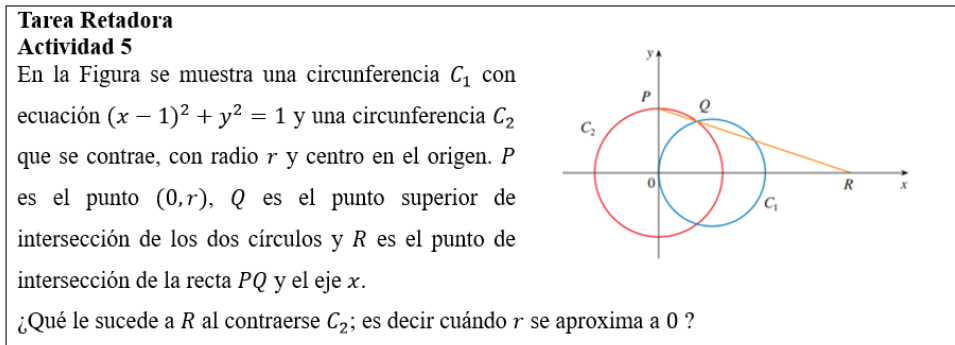 Tarea Retadora
Actividad 5
En la Figura se muestra una circunferencia C₁ con
ecuación (x − 1)² + y² = 1 y una circunferencia C₂
que se contrae, con radio r y centro en el origen. P
es el punto (0, r), Q es el punto superior de
intersección de los dos círculos y R es el punto de
intersección de la recta PQ y el eje x.
¿Qué le sucede a R al contraerse C₂; es decir cuándo r se aproxima a 0 ?
y
P
Q
C₂
0
R
x
C₁